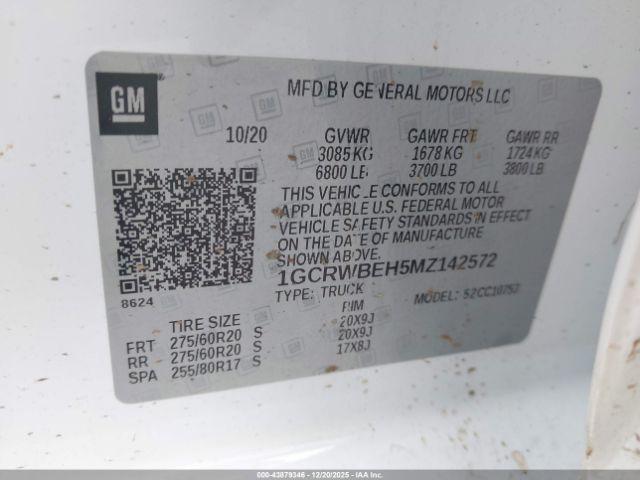 GM
MFD BY GENERAL MOTORS LLC
10/20 GVWR GAWR FRT GAWR RR
3085 KG 1678 KG 1724 KG
6800 LB 3700 LB 3800 LB
THIS VEHICLE CONFORMS TO ALL
APPLICABLE U.S. FEDERAL MOTOR
VEHICLE SAFETY STANDARDS IN EFFECT
ON THE DATE OF MANUFACTURE
SHOWN ABOVE.
1GCRWBEH5MZ142572
8624
TYPE: TRUCK MODEL:
TIRE SIZE RIM
FRT 275/60R20 S 20X9J
RR 275/60R20 S 20X9J
SPA 255/80R17 S 17X8J
000-43879346 - 12/20/2025 - IAA Inc.